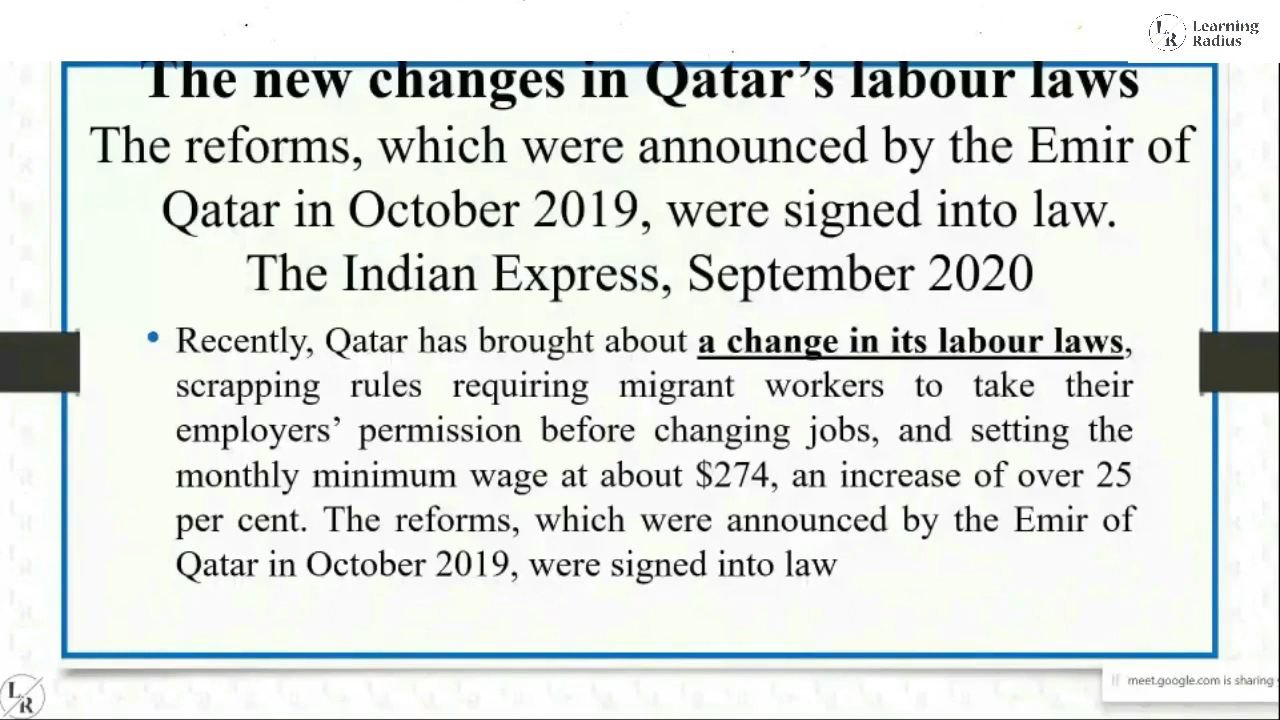 Learning
Radius
The new changes in Qatar's labour laws
The reforms, which were announced by the Emir of
Qatar in October 2019, were signed into law.
The Indian Express, September 2020
• Recently, Qatar has brought about a change in its labour laws,
scrapping rules requiring migrant workers to take their
employers' permission before changing jobs, and setting the
monthly minimum wage at about $274, an increase of over 25
per cent. The reforms, which were announced by the Emir of
Qatar in October 2019, were signed into law
meet.google.com is sharing
L
R